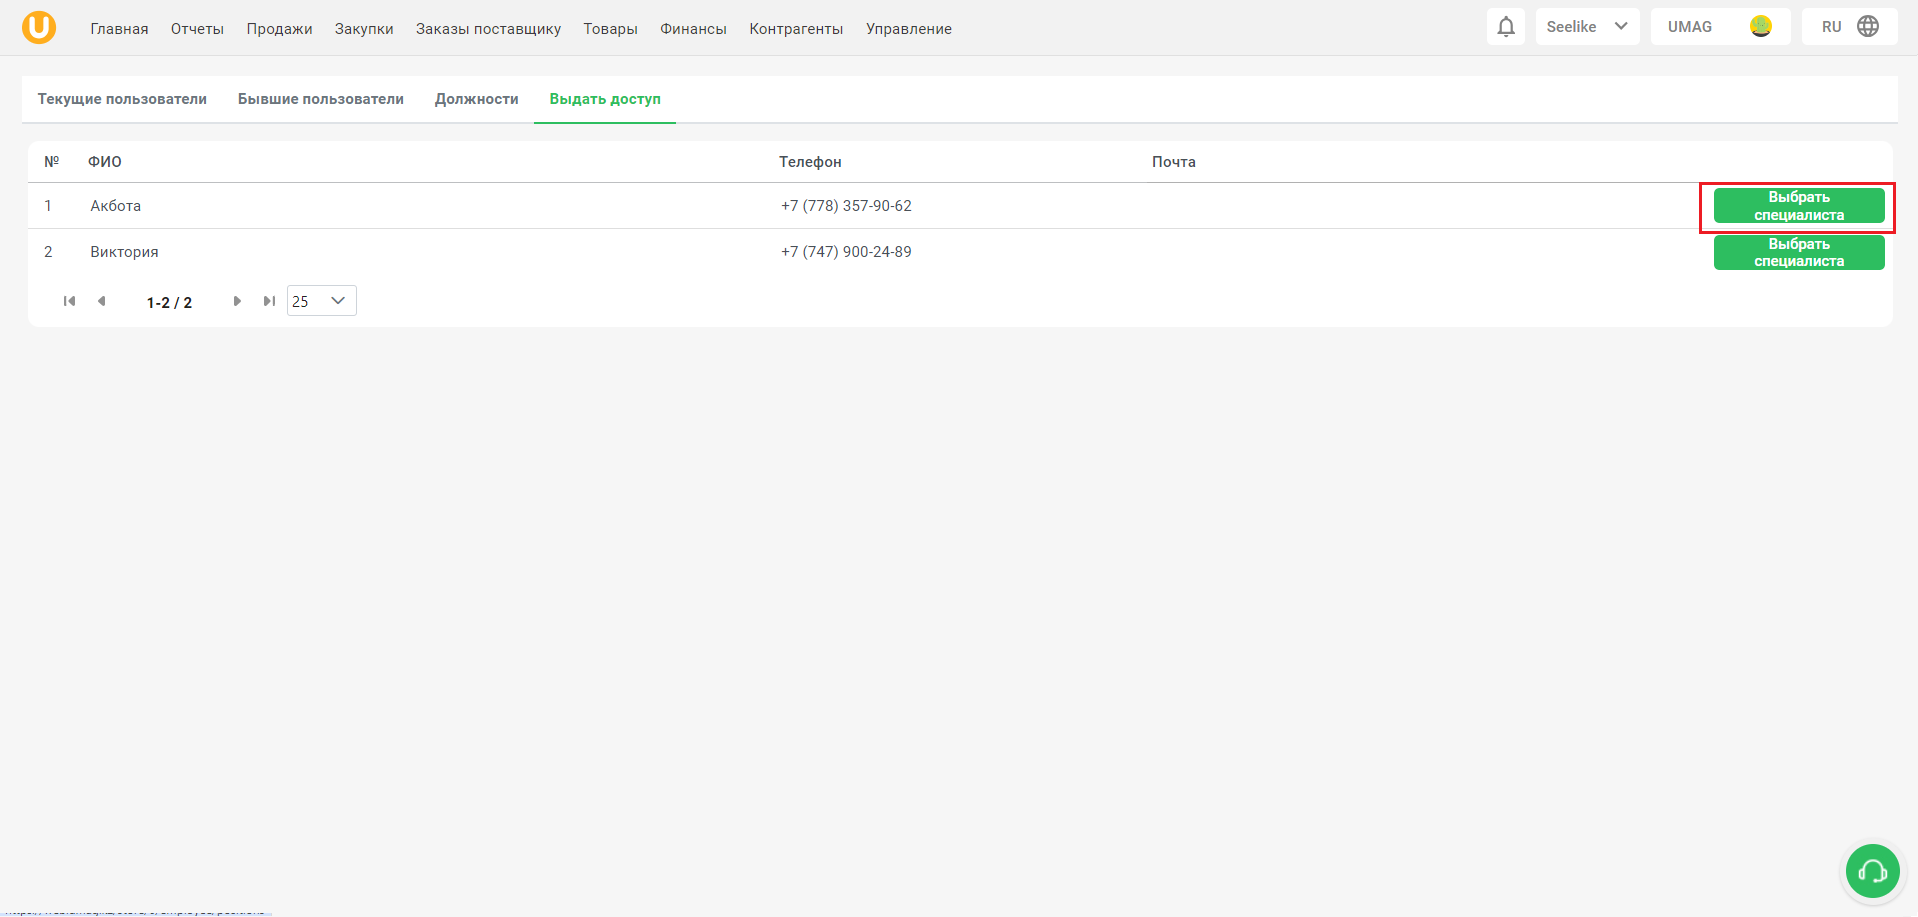 U Главная Отчеты Продажи Закупки Заказы поставщику Товары Финансы Контрагенты Управление Seelike UMAG RU
Текущие пользователи Бывшие пользователи Должности Выдать доступ
№ ФИО Телефон Почта
1 Акбота +7 (778) 357-90-62 Выбрать
специалиста
2 Виктория +7 (747) 900-24-89 Выбрать
специалиста
1-2 / 2 25